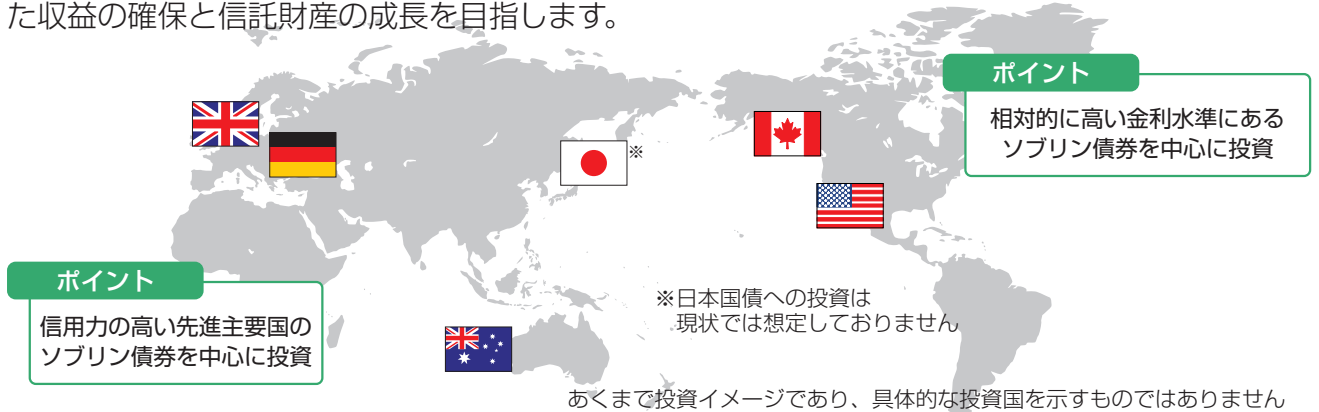 た収益の確保と信託財産の成長を目指します。
ポイント
相対的に高い金利水準にある
ソブリン債券を中心に投資
※
ポイント
信用力の高い先進主要国の
ソブリン債券を中心に投資
※日本国債への投資は
現状では想定しておりません
あくまで投資イメージであり、具体的な投資国を示すものではありません